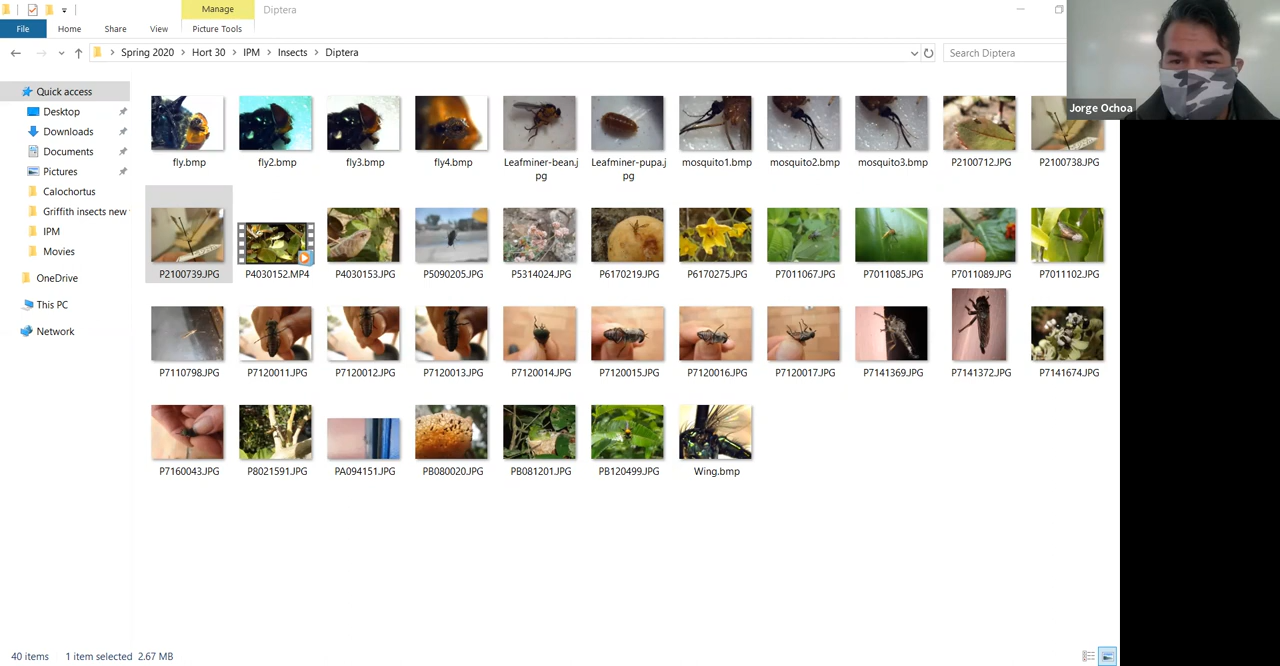 Manage
Diptera
File
Home
Share
View
Picture Tools
Spring 2020
Hort 30
IPM
Insects
Diptera
Search Diptera
Jorge Ochoa
Quick access
Desktop
Downloads
Documents
Pictures
Calochortus
Griffith insects new
IPM
Movies
OneDrive
This PC
Network
fly.bmp
fly2.bmp
fly3.bmp
fly4.bmp
Leafminer-bean.j
pg
Leafminer-pupa.j
pg
mosquito1.bmp
mosquito2.bmp
mosquito3.bmp
P2100712.JPG
P2100738.JPG
P2100739.JPG
P4030152.MP4
P4030153.JPG
P5090205.JPG
P5314024.JPG
P6170219.JPG
P6170275.JPG
P7011067.JPG
P7011085.JPG
P7011089.JPG
P7011102.JPG
P7110798.JPG
P7120011.JPG
P7120012.JPG
P7120013.JPG
P7120014.JPG
P7120015.JPG
P7120016.JPG
P7120017.JPG
P7141369.JPG
P7141372.JPG
P7141674.JPG
P7160043.JPG
P8021591.JPG
PA094151.JPG
PB080020.JPG
PB081201.JPG
PB120499.JPG
Wing.bmp
40 items
1 item selected
2.67 MB